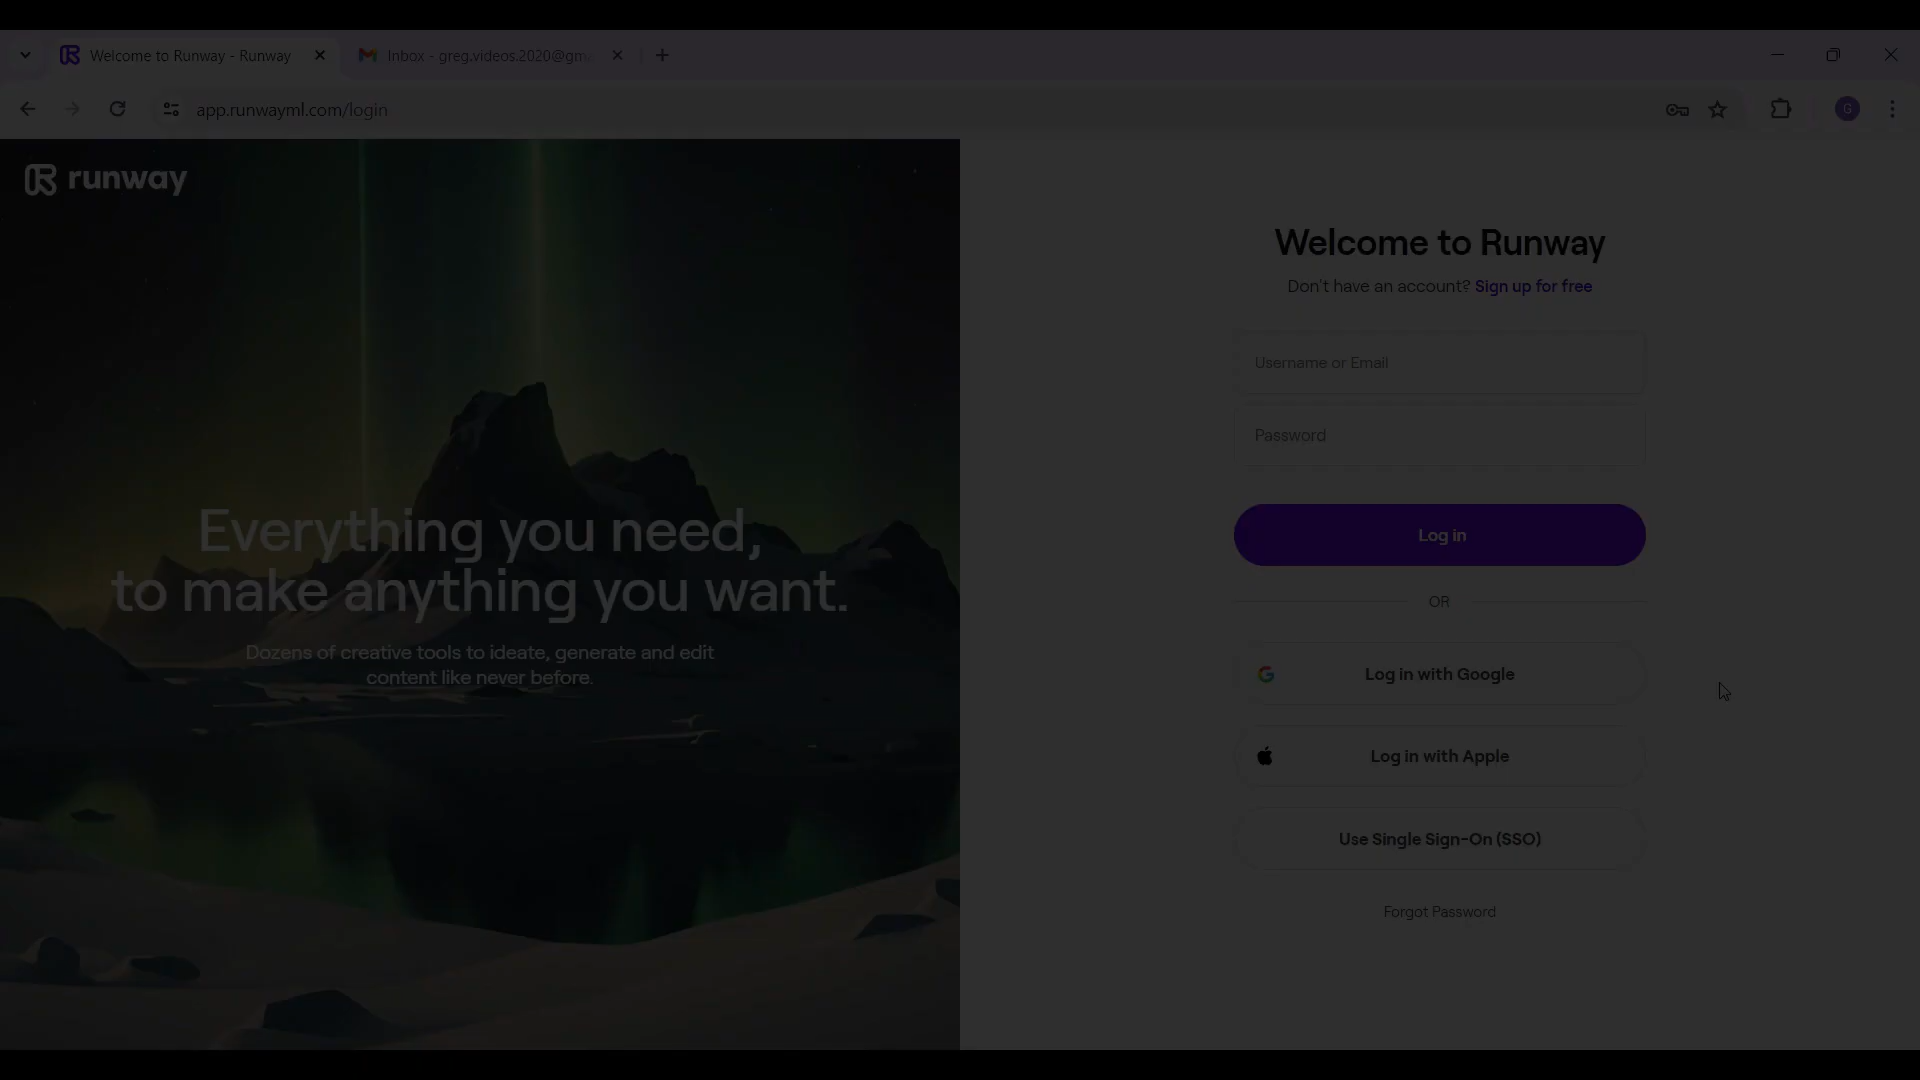 Welcome to Runway - Runway
Inbox - greg.videos.2020@gm
app.runwayml.com/login
G
runway
Everything you need,
to make anything you want.
Dozens of creative tools to ideate, generate and edit
content like never before.
Welcome to Runway
Don't have an account? Sign up for free
Username or Email
Password
Log in
OR
Log in with Google
Log in with Apple
Use Single Sign-On (SSO)
Forgot Password